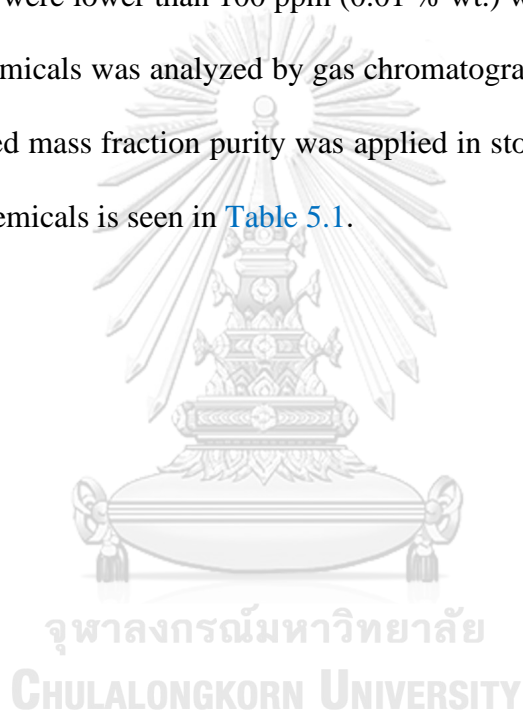 were lower than 100 ppm (0.01 % wt.) w
emicals was analyzed by gas chromatogra
ed mass fraction purity was applied in sto
emicals is seen in Table 5.1.
จุฬาลงกรณ์มหาวิทยาลัย
CHULALONGKORN UNIVERSITY